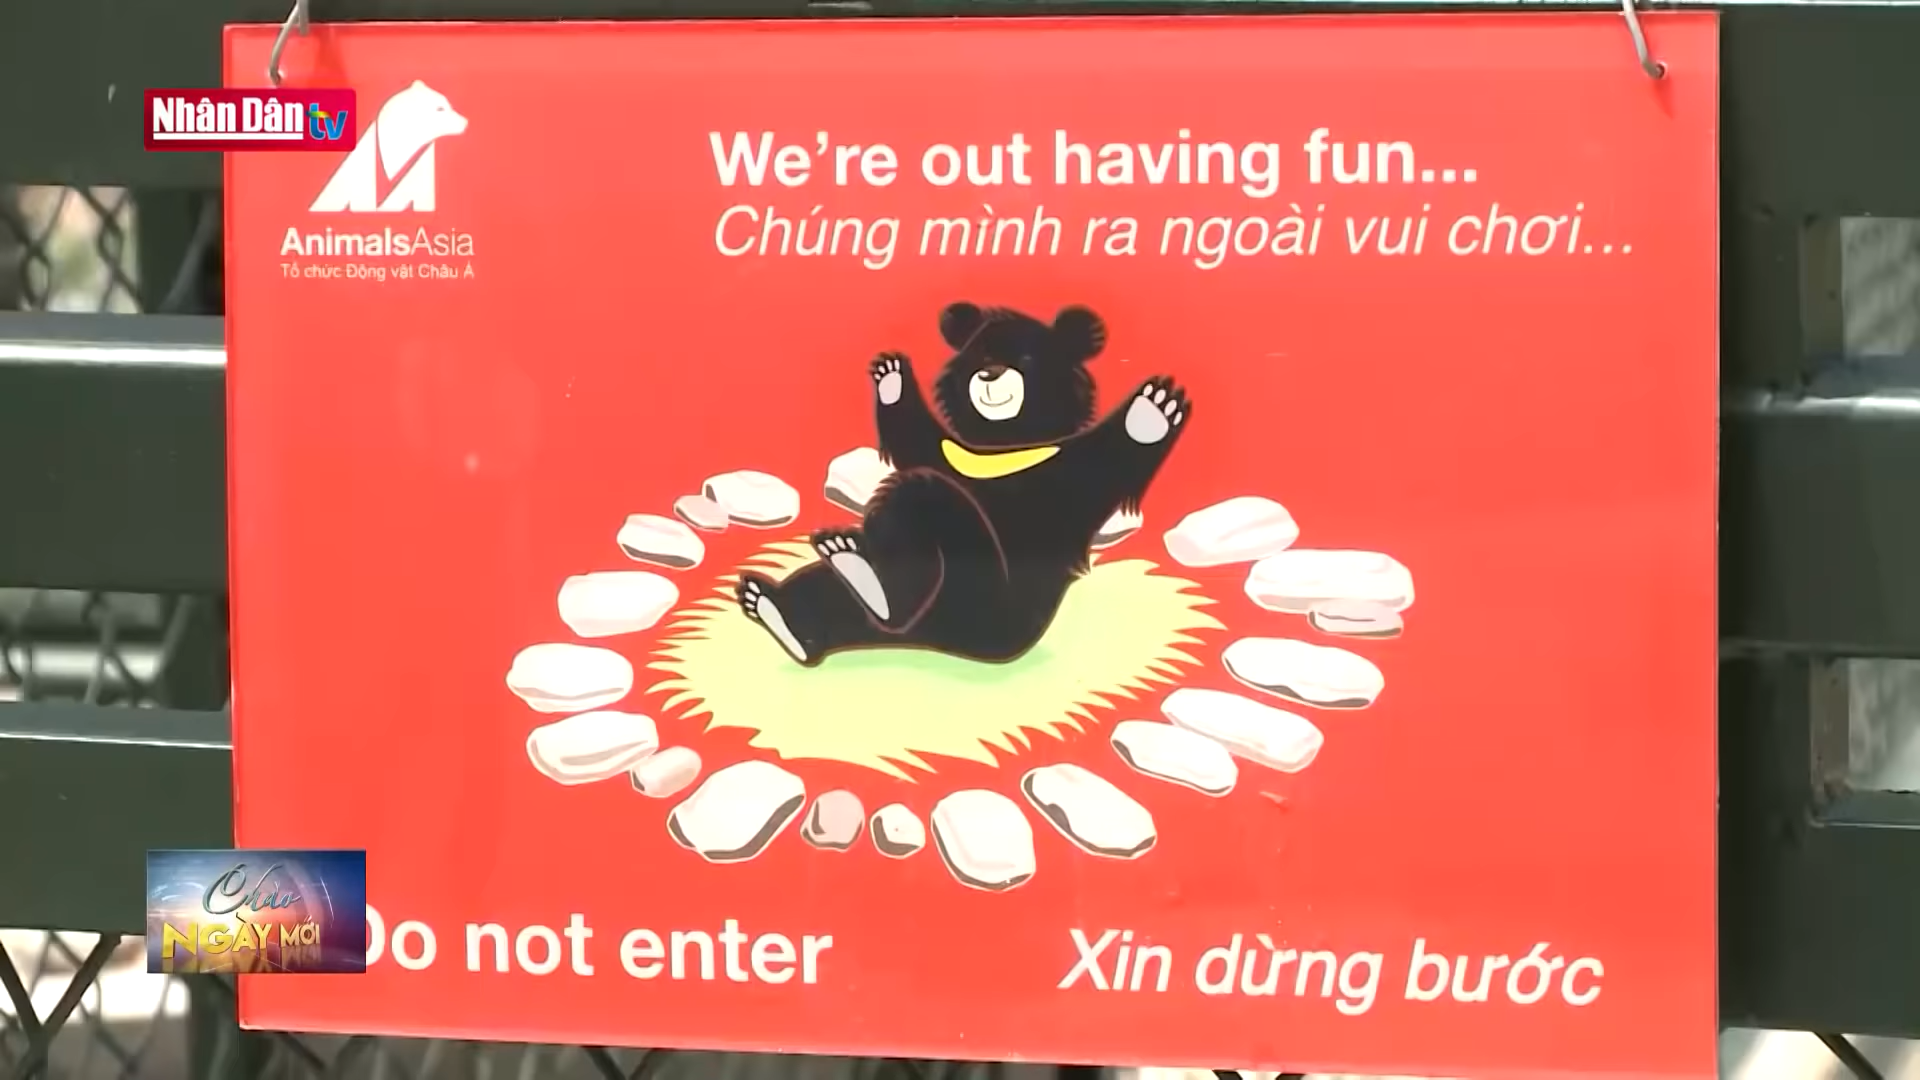 Nhân Dân tv
AnimalsAsia
Tổ chức Động vật Châu Á
We're out having fun...
Chúng mình ra ngoài vui chơi...
Chào
NGÀY MỚI
Do not enter
Xin dừng bước